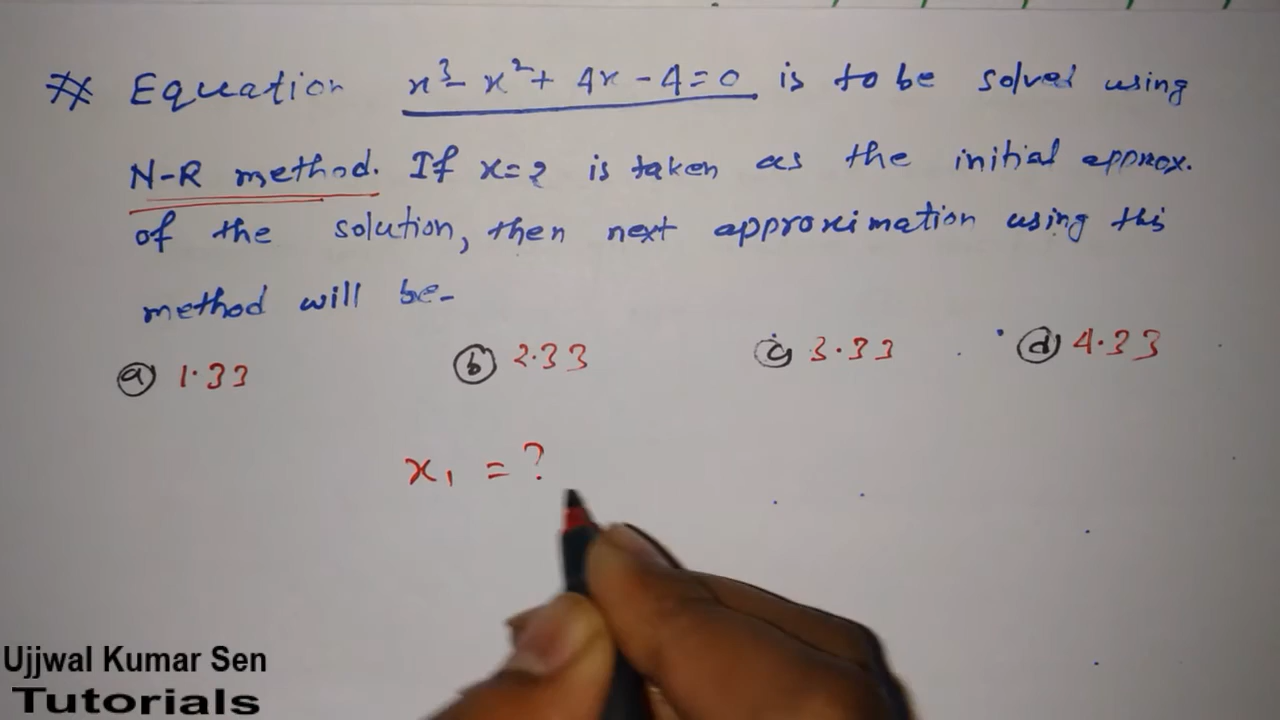 ※ Equation x³ - x² + 4x - 4 = 0 is to be solved using
N-R method. If x=2 is taken as the initial approx.
of the solution, then next approximation using this
method will be-
ⓐ 1.33 ⓑ 2.33 ⓒ 3.33 ⓓ 4.33
x₁ = ?
Ujjwal Kumar Sen
Tutorials